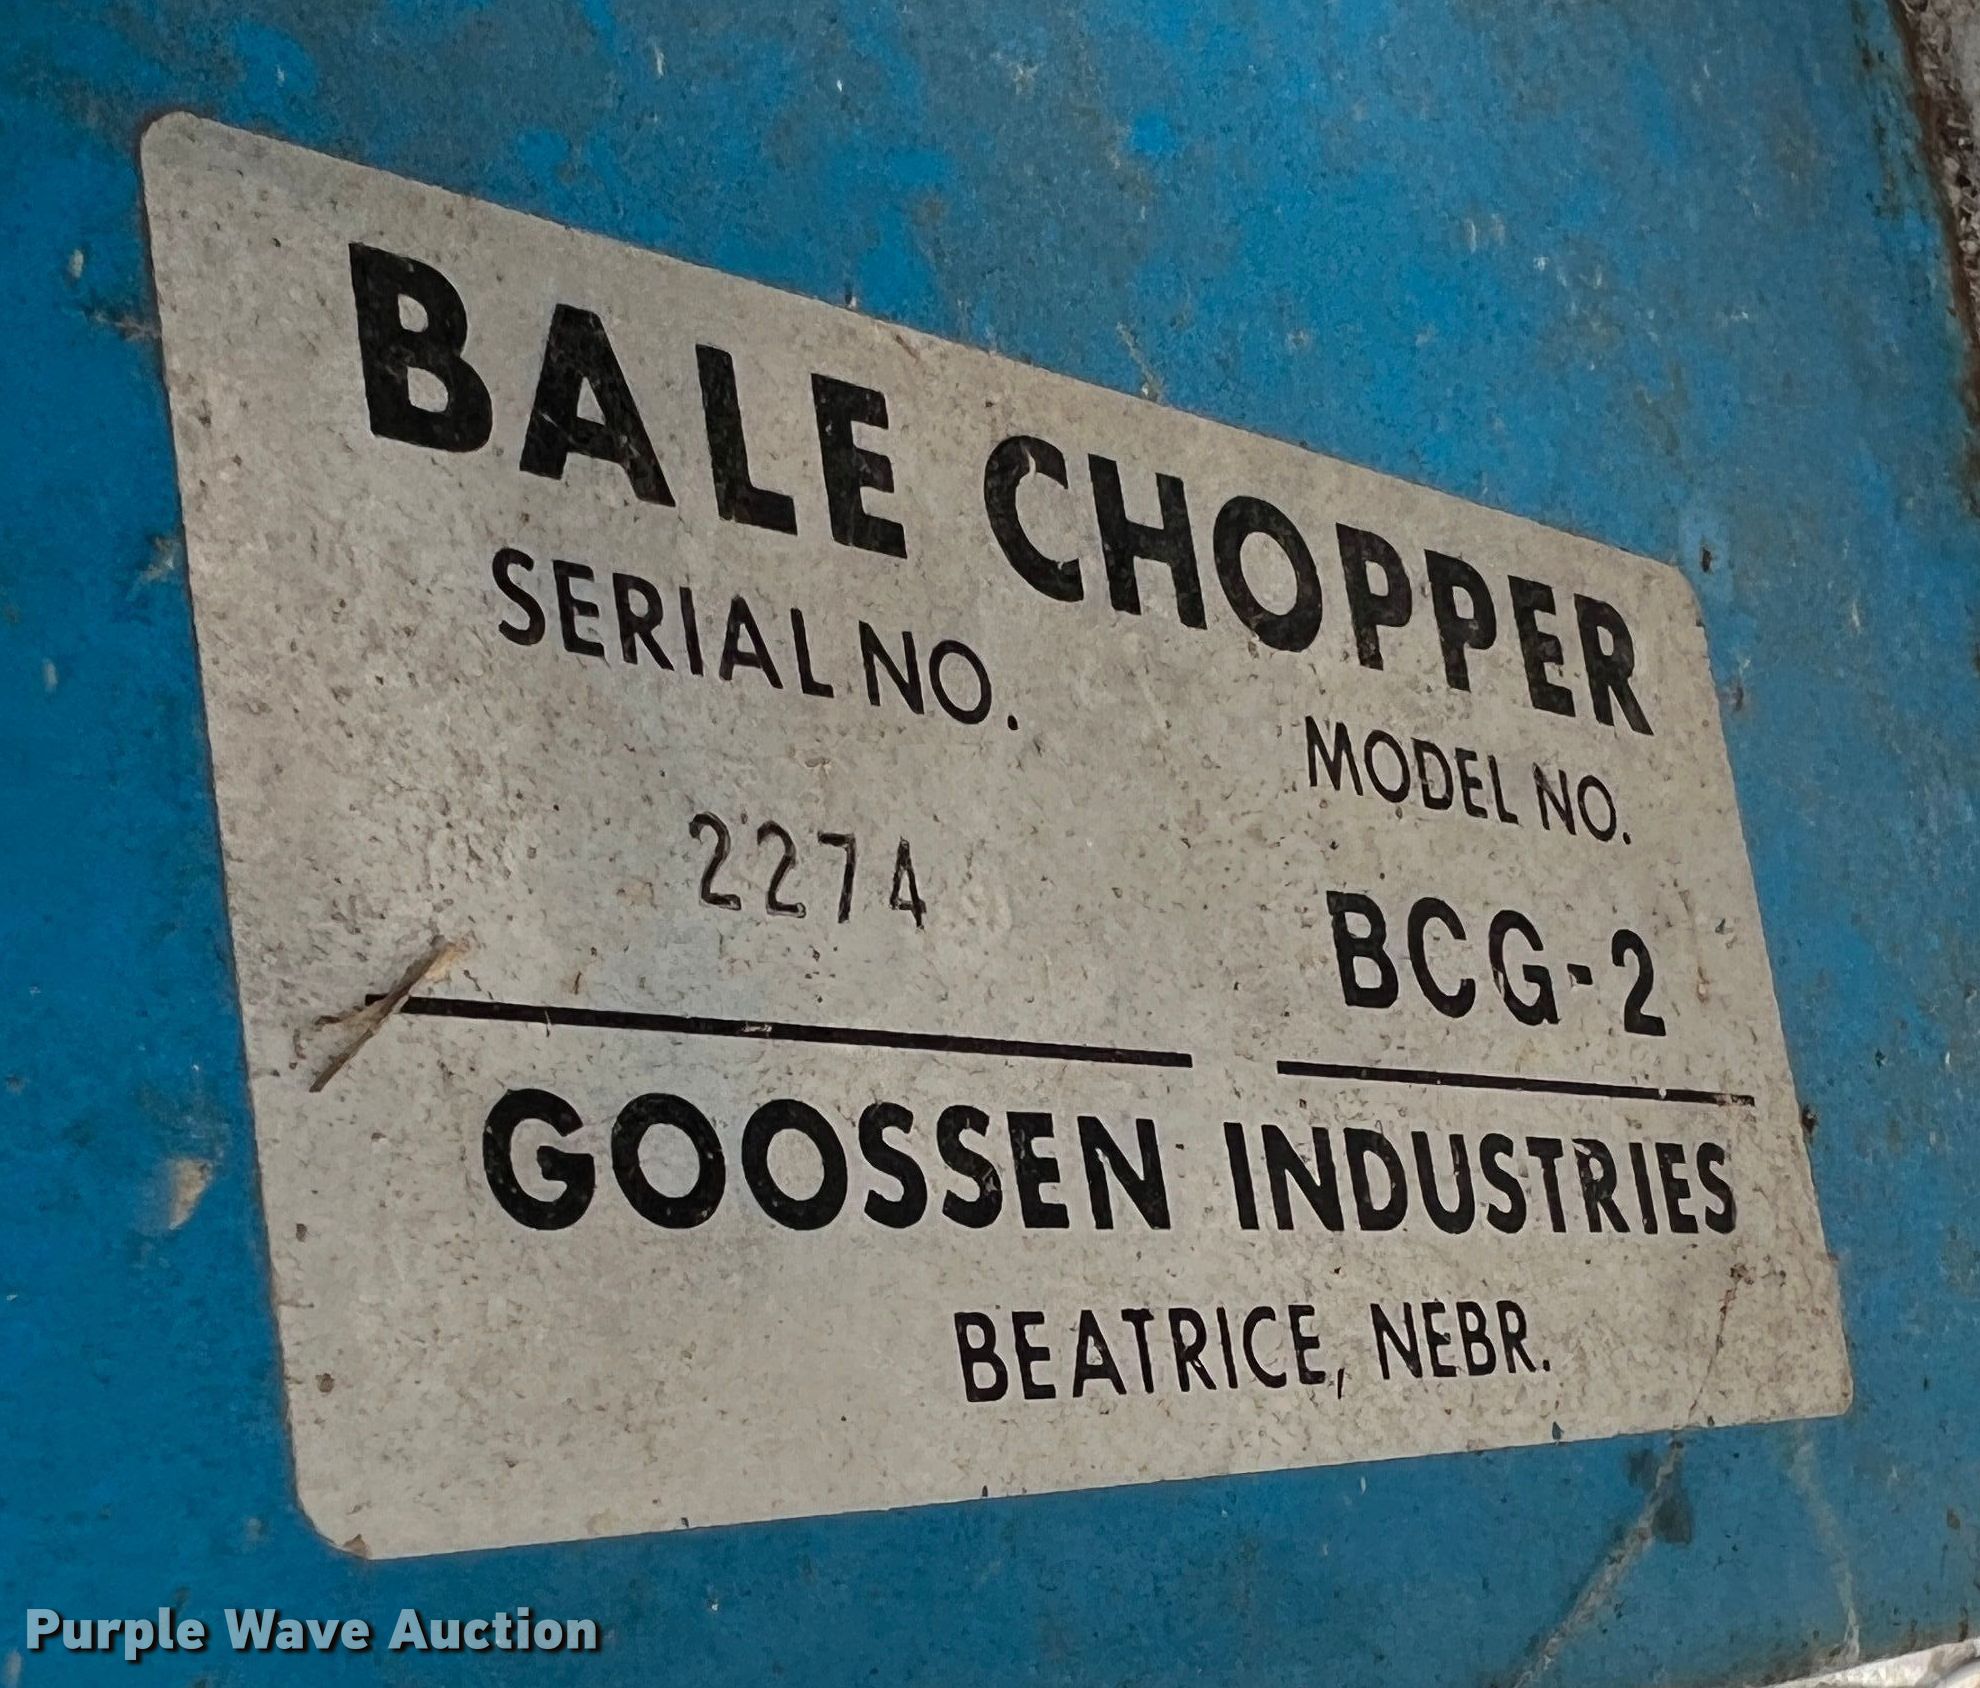 BALE CHOPPER
SERIAL NO.
MODEL NO.
2274
BCG-2
GOOSSEN INDUSTRIES
BEATRICE, NEBR.
Purple Wave Auction